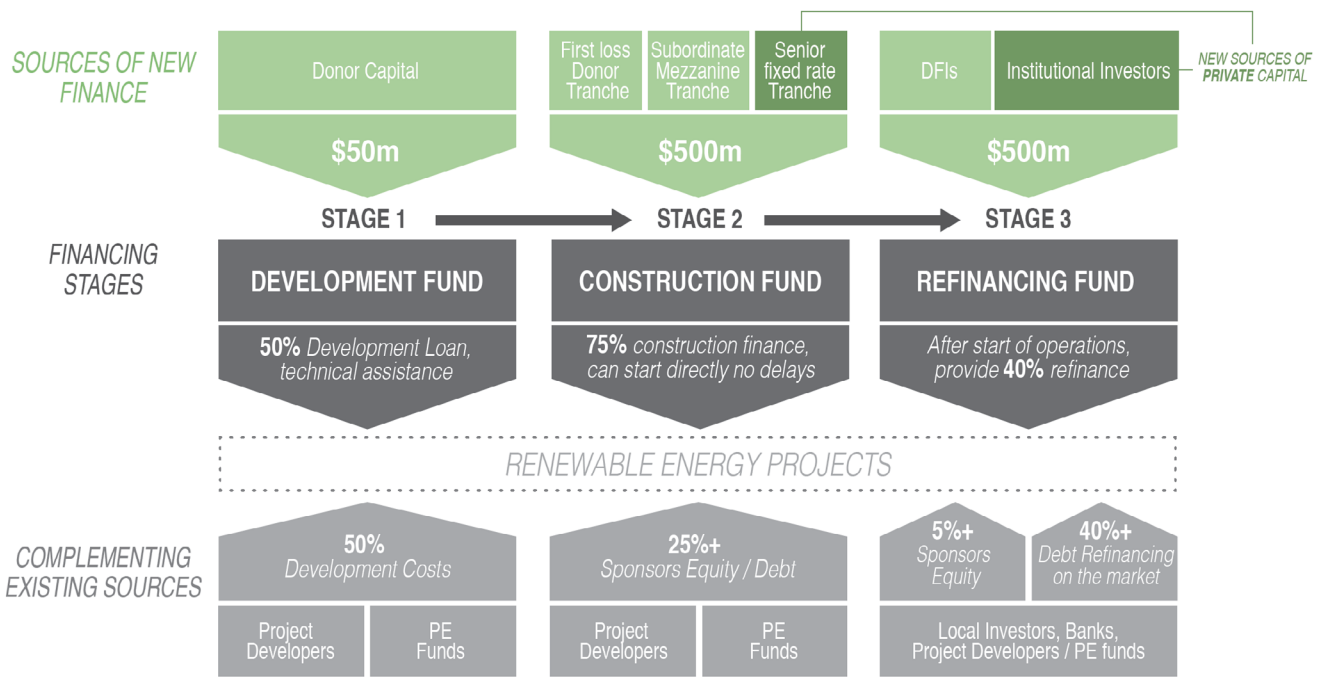 SOURCES OF NEW
FINANCE
Donor Capital
First loss
Donor
Tranche
Subordinate
Mezzanine
Tranche
Senior
fixed rate
Tranche
DFIs
Institutional Investors
NEW SOURCES OF
PRIVATE CAPITAL
$50m
$500m
$500m
STAGE 1
STAGE 2
STAGE 3
FINANCING
STAGES
DEVELOPMENT FUND
CONSTRUCTION FUND
REFINANCING FUND
50% Development Loan,
technical assistance
75% construction finance,
can start directly no delays
After start of operations,
provide 40% refinance
RENEWABLE ENERGY PROJECTS
COMPLEMENTING
EXISTING SOURCES
50%
Development Costs
25%+
Sponsors Equity / Debt
5%+
Sponsors
Equity
40%+
Debt Refinancing
on the market
Project
Developers
PE
Funds
Project
Developers
PE
Funds
Local Investors, Banks,
Project Developers / PE funds